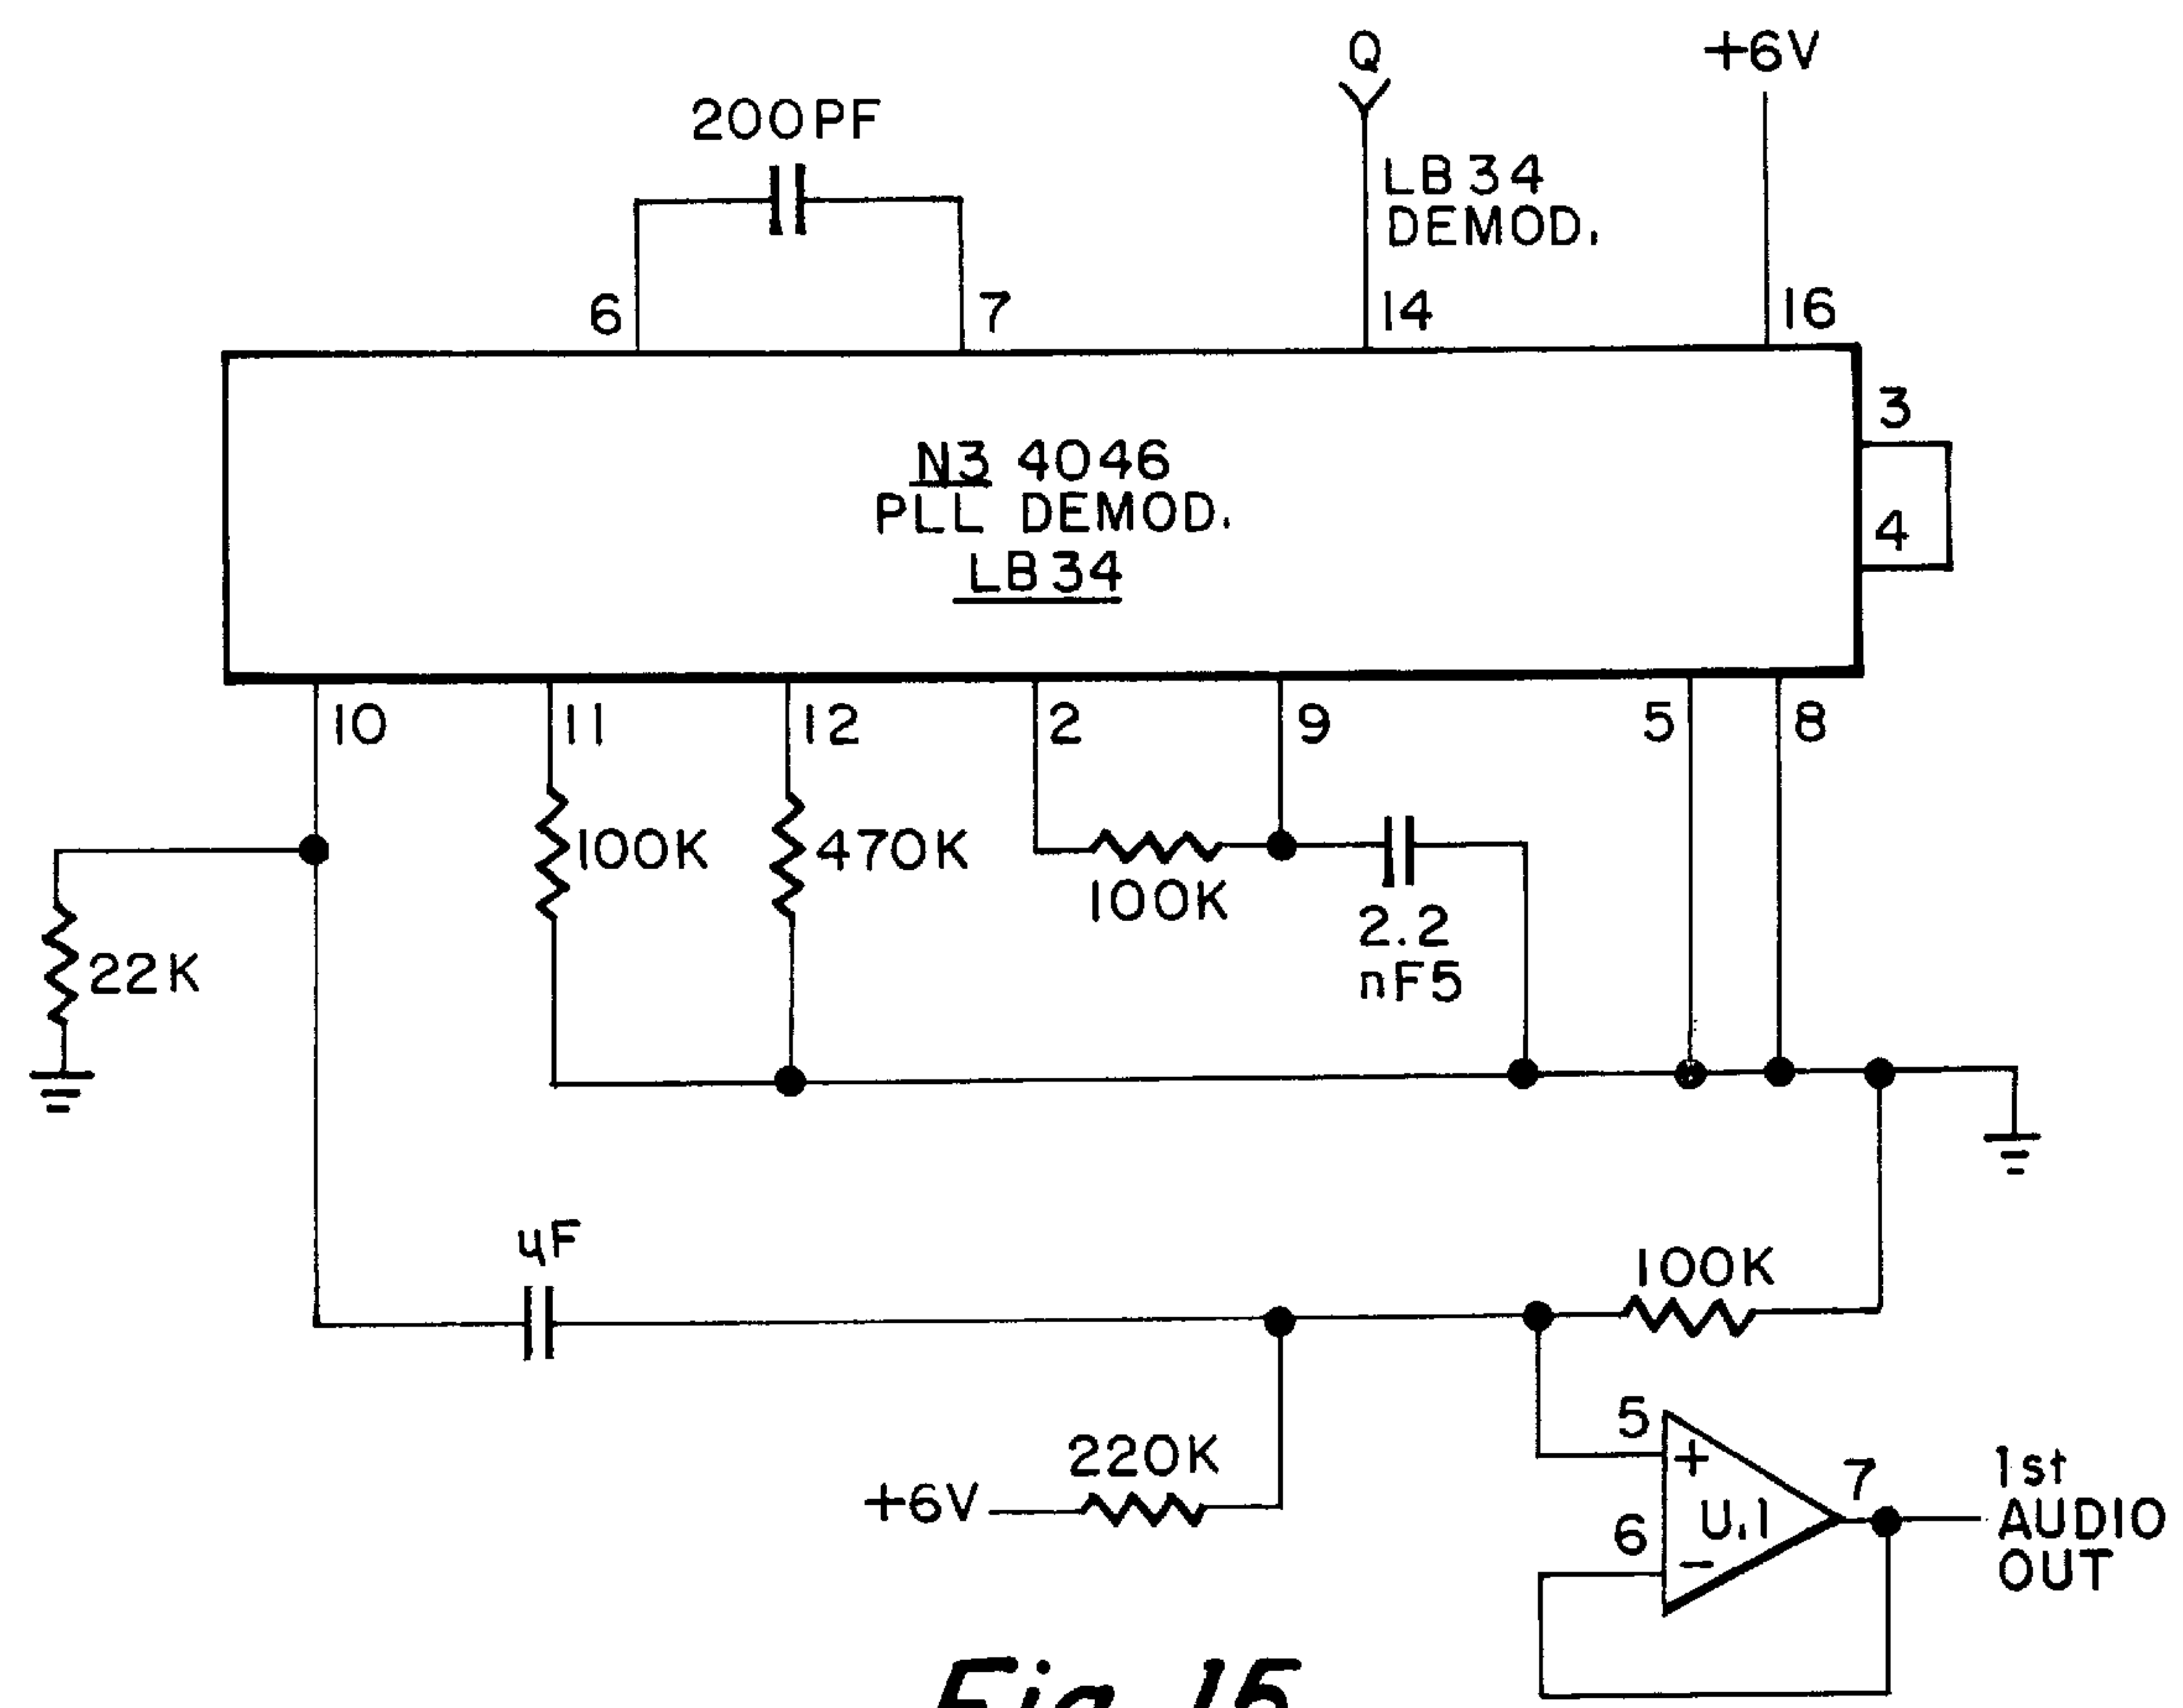 Q
+6V
200PF
LB34
DEMOD.
6
7
14
16
3
N3 4046
PLL DEMOD.
4
LB34
10
11
12
2
9
5
8
100K
470K
100K
2.2
nF5
22K
µF
100K
5
+
220K
+6V
6
U.1
−
7
1st
AUDIO
OUT
Fig. 15